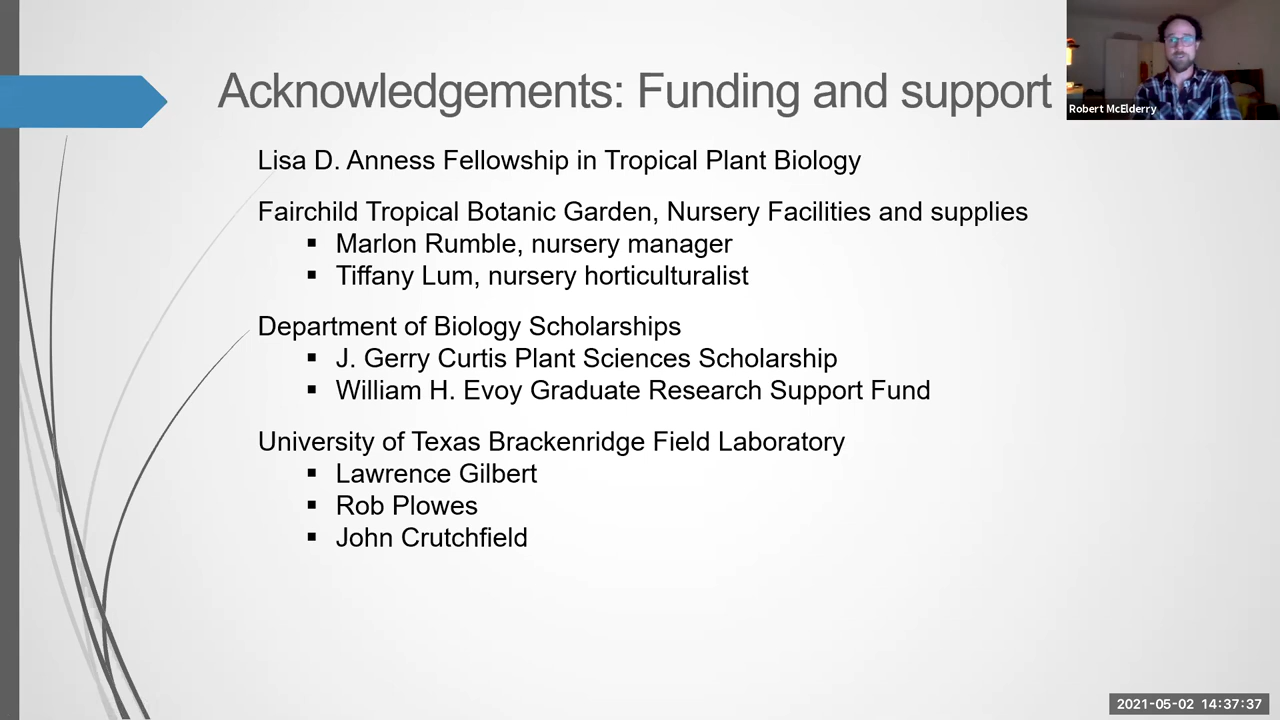 Acknowledgements: Funding and support
Robert McElderry
Lisa D. Anness Fellowship in Tropical Plant Biology
Fairchild Tropical Botanic Garden, Nursery Facilities and supplies
▪ Marlon Rumble, nursery manager
▪ Tiffany Lum, nursery horticulturalist
Department of Biology Scholarships
▪ J. Gerry Curtis Plant Sciences Scholarship
▪ William H. Evoy Graduate Research Support Fund
University of Texas Brackenridge Field Laboratory
▪ Lawrence Gilbert
▪ Rob Plowes
▪ John Crutchfield
2021-05-02 14:37:37